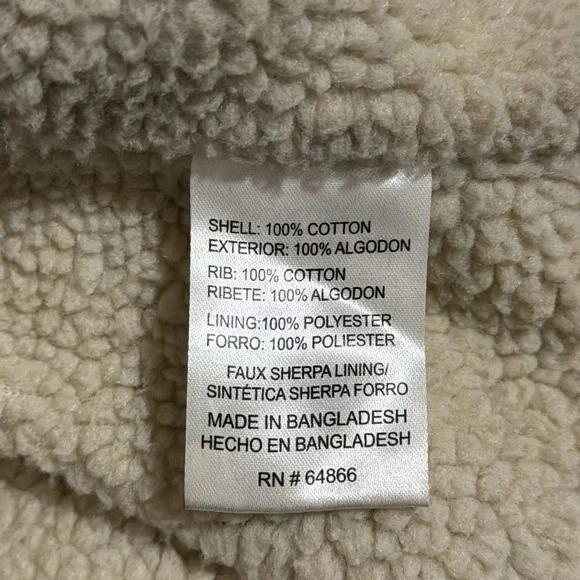 SHELL: 100% COTTON
EXTERIOR: 100% ALGODON
RIB: 100% COTTON
RIBETE: 100% ALGODON
LINING:100% POLYESTER
FORRO: 100% POLIESTER
FAUX SHERPA LINING/
SINTÉTICA SHERPA FORRO
MADE IN BANGLADESH
HECHO EN BANGLADESH
RN # 64866